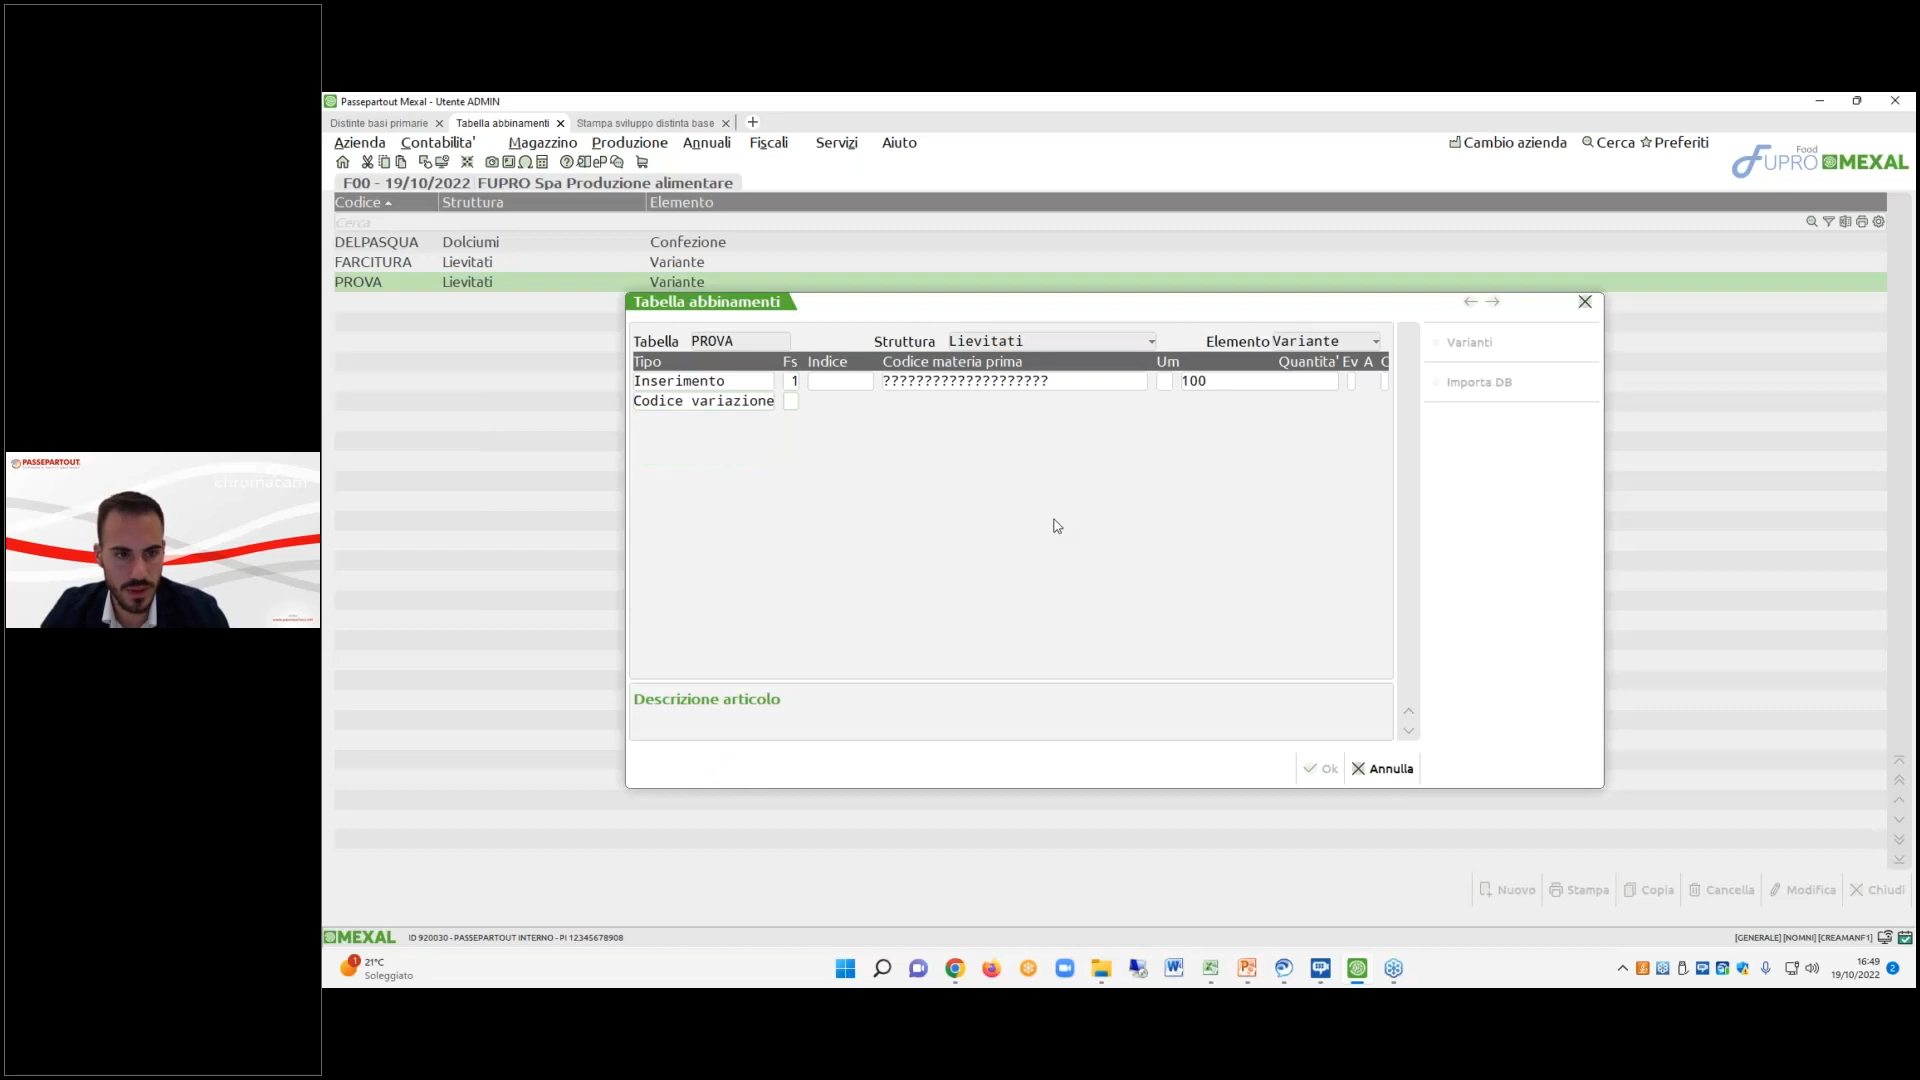 Passepartout Mexal - Utente ADMIN
Distinte basi primarie
Tabella abbinamenti
Stampa sviluppo distinta base
Azienda Contabilita' Magazzino Produzione Annuali Fiscali Servizi Aiuto
Cambio azienda Cerca Preferiti
Food
FUPRO MEXAL
F00 - 19/10/2022 FUPRO Spa Produzione alimentare
Codice Struttura Elemento
Cerca
DELPASQUA Dolciumi Confezione
FARCITURA Lievitati Variante
PROVA Lievitati Variante
Tabella abbinamenti
Tabella PROVA Struttura Lievitati Elemento Variante
Tipo Fs Indice Codice materia prima Um Quantita' Ev A C
Inserimento 1 ???????????????????? 100
Codice variazione
Varianti
Importa DB
Descrizione articolo
Ok Annulla
PASSEPARTOUT
chromacam
Nuovo Stampa Copia Cancella Modifica Chiudi
MEXAL ID 920030 - PASSEPARTOUT INTERNO - PI 12345678908
[GENERALE] [NOMNI] [CREAMANF1]
1
21°C
Soleggiato
16:49
19/10/2022
2